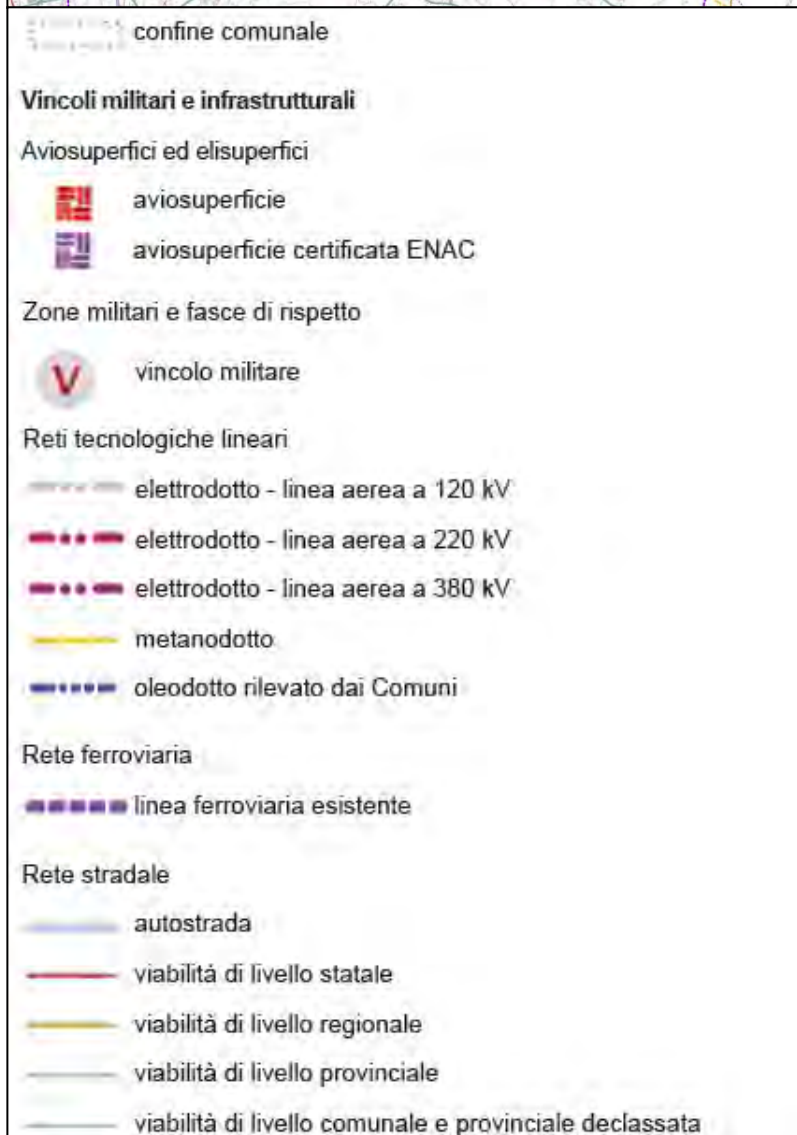 confine comunale
Vincoli militari e infrastrutturali
Aviosuperfici ed elisuperfici
aviosuperficie
aviosuperficie certificata ENAC
Zone militari e fasce di rispetto
V vincolo militare
Reti tecnologiche lineari
elettrodotto - linea aerea a 120 kV
elettrodotto - linea aerea a 220 kV
elettrodotto - linea aerea a 380 kV
metanodotto
oleodotto rilevato dai Comuni
Rete ferroviaria
linea ferroviaria esistente
Rete stradale
autostrada
viabilità di livello statale
viabilità di livello regionale
viabilità di livello provinciale
viabilità di livello comunale e provinciale declassata